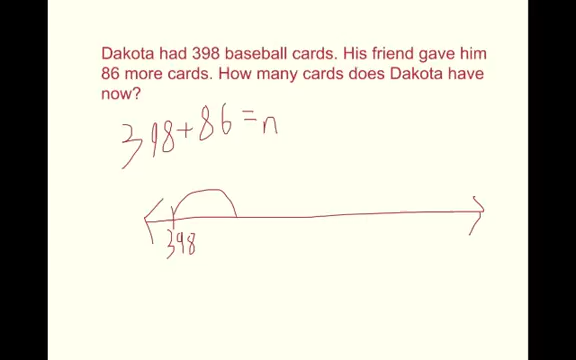 Dakota had 398 baseball cards. His friend gave him
86 more cards. How many cards does Dakota have
now?
398+86=n
398